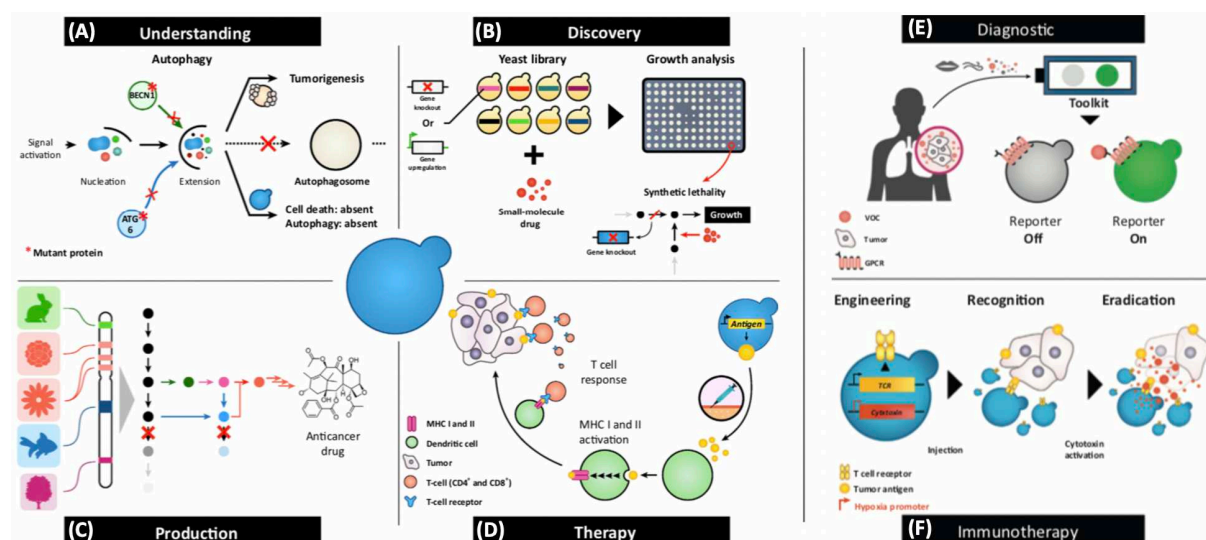 (A) Understanding
Autophagy
BECN1
*
Tumorigenesis
Signal
activation
Nucleation
Extension
Autophagosome
ATG
6
*
Cell death: absent
Autophagy: absent
* Mutant protein
(B) Discovery
Yeast library
Growth analysis
Gene
knockout
Or
Gene
upregulation
+
Small-molecule
drug
Synthetic lethality
Growth
Gene knockout
(E) Diagnostic
Toolkit
Reporter
Off
Reporter
On
VOC
Tumor
GPCR
Anticancer
drug
(C) Production
Antigen
T cell
response
MHC I and II
activation
MHC I and II
Dendritic cell
Tumor
T-cell (CD4+ and CD8+)
T-cell receptor
(D) Therapy
Engineering
Recognition
Eradication
TCR
Cytotoxin
Injection
Cytotoxin
activation
T cell receptor
Tumor antigen
Hypoxia promoter
(F) Immunotherapy